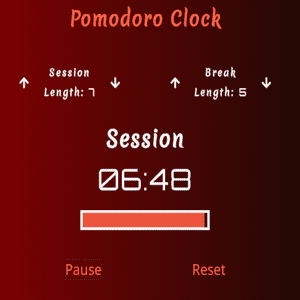 Pomodoro Clock
Session
Length: 7
Break
Length: 5
Session
06:48
Pause
Reset